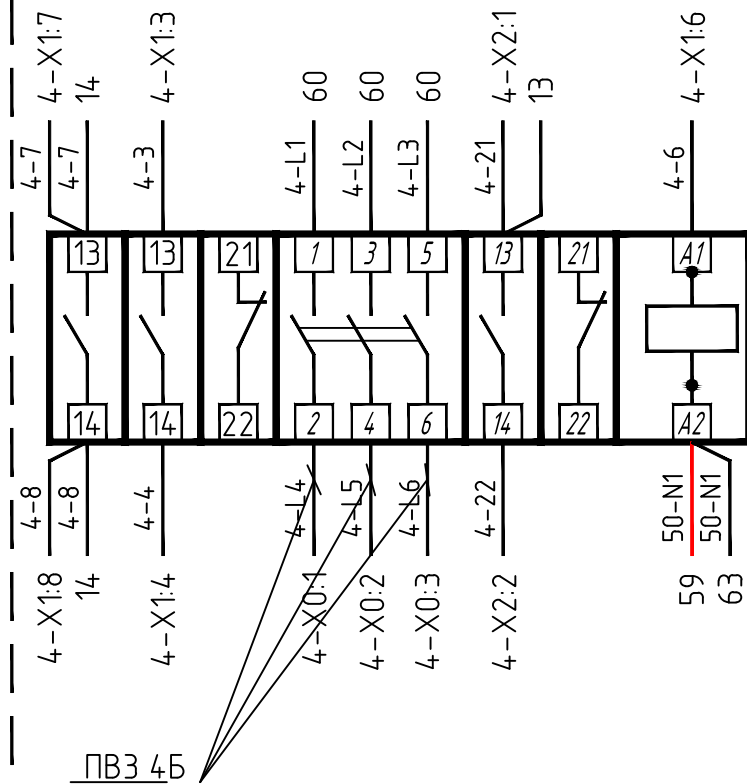 4-X1:7
14
4-X1:3
60
60
60
4-X2:1
13
4-X1:6
4-7
4-7
4-3
4-L1
4-L2
4-L3
4-21
4-6
13
13
21
1
3
5
13
21
A1
14
14
22
2
4
6
14
22
A2
4-8
4-8
4-4
4-L4
4-L5
4-L6
4-22
50-N1
50-N1
4-X1:8
14
4-X1:4
4-X0:1
4-X0:2
4-X0:3
4-X2:2
59
63
ПВ3 4Б